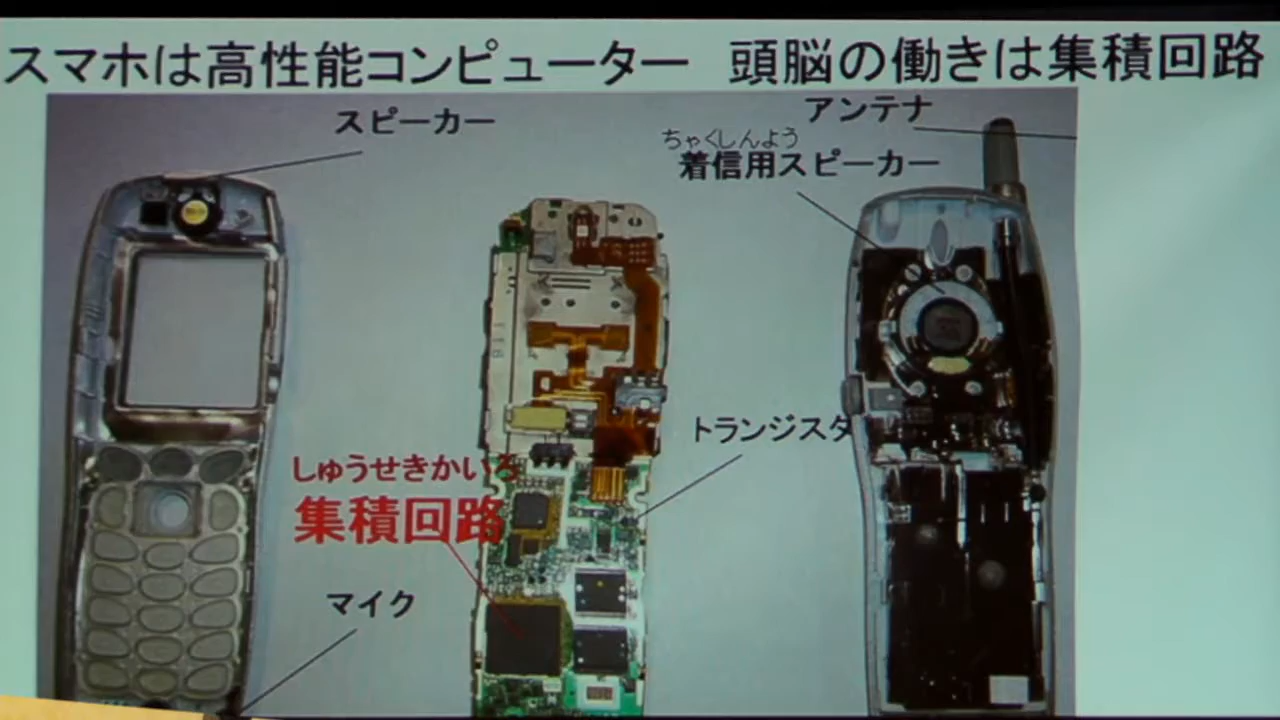 スマホは高性能コンピューター 頭脳の働きは集積回路
スピーカー
アンテナ
ちゃくしんよう
着信用スピーカー
トランジスタ
しゅうせきかいろ
集積回路
マイク